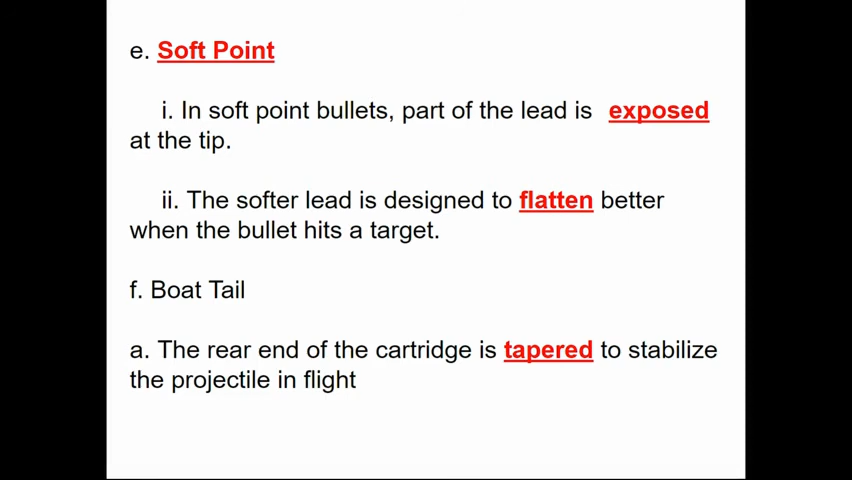 e. Soft Point
i. In soft point bullets, part of the lead is exposed
at the tip.
ii. The softer lead is designed to flatten better
when the bullet hits a target.
f. Boat Tail
a. The rear end of the cartridge is tapered to stabilize
the projectile in flight